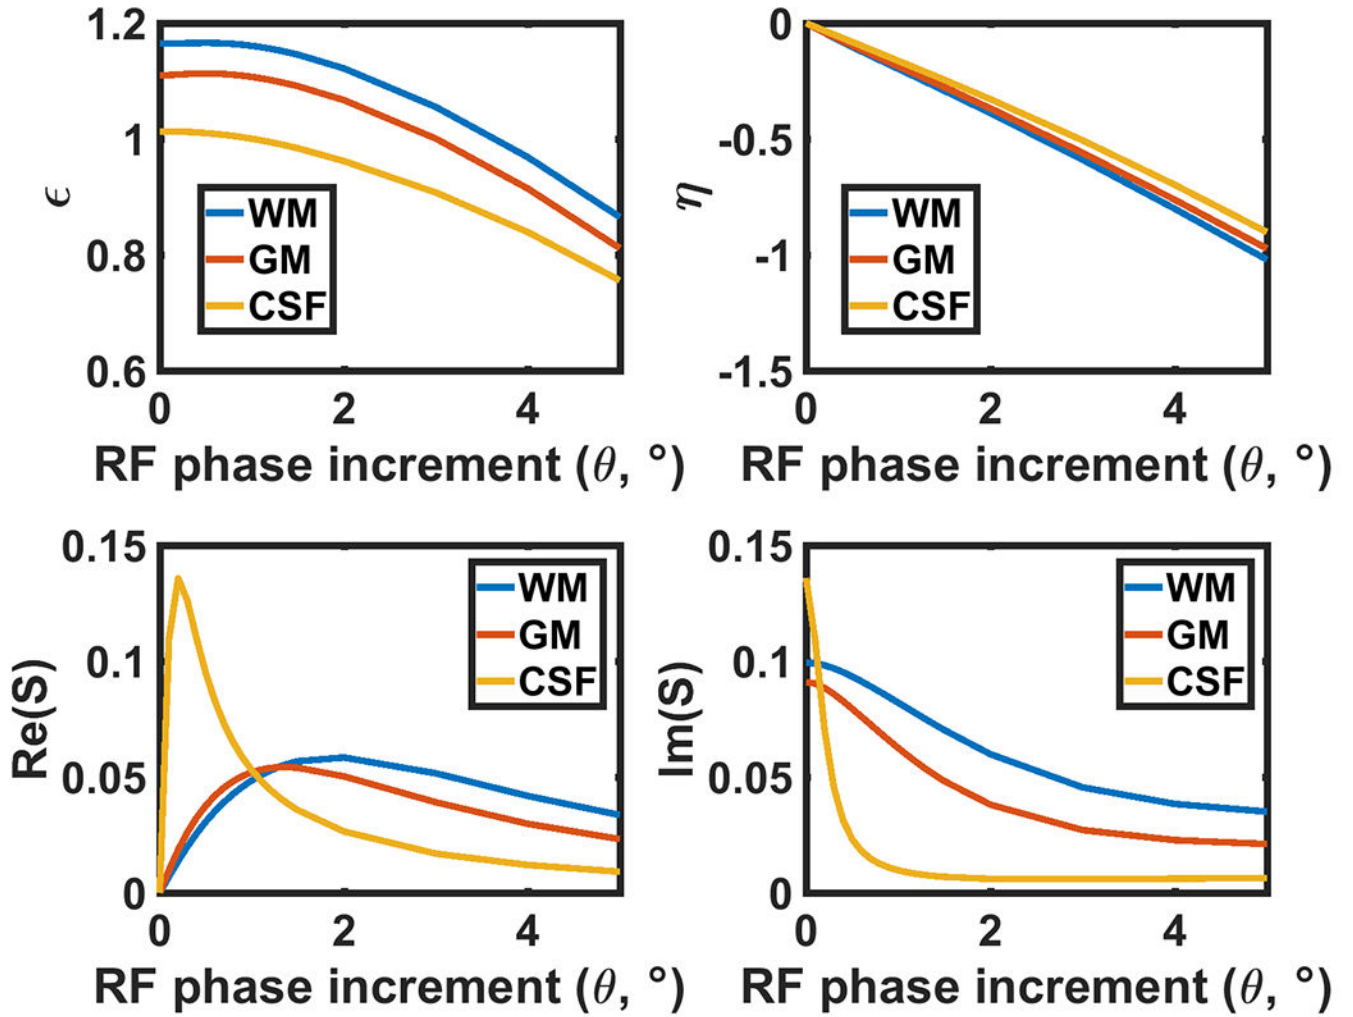 1.2
1
0.8
0.6
ϵ
WM
GM
CSF
0 2 4
RF phase increment (θ, °)
0
-0.5
-1
-1.5
η
WM
GM
CSF
0 2 4
RF phase increment (θ, °)
0.15
0.1
0.05
0
Re(S)
WM
GM
CSF
0 2 4
RF phase increment (θ, °)
0.15
0.1
0.05
0
Im(S)
WM
GM
CSF
0 2 4
RF phase increment (θ, °)